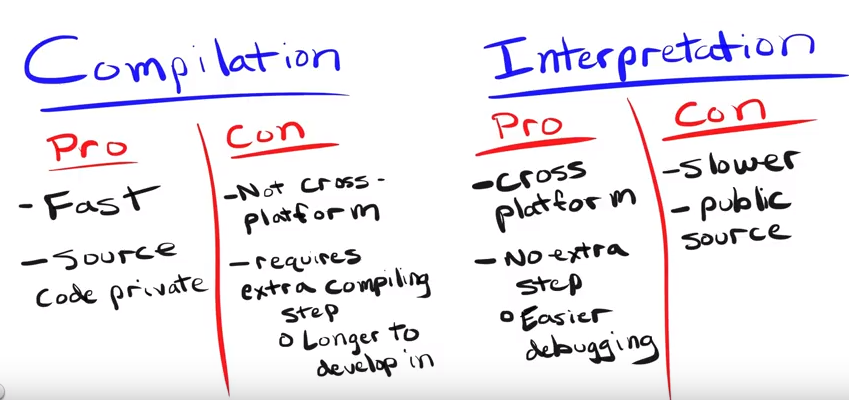 Compilation
Pro
- Fast
- Source
code private
Con
- Not cross-
platform
- requires
extra compiling
step
o Longer to
develop in
Interpretation
Pro
- cross
platform
- No extra
step
o Easier
debugging
Con
- slower
- public
source